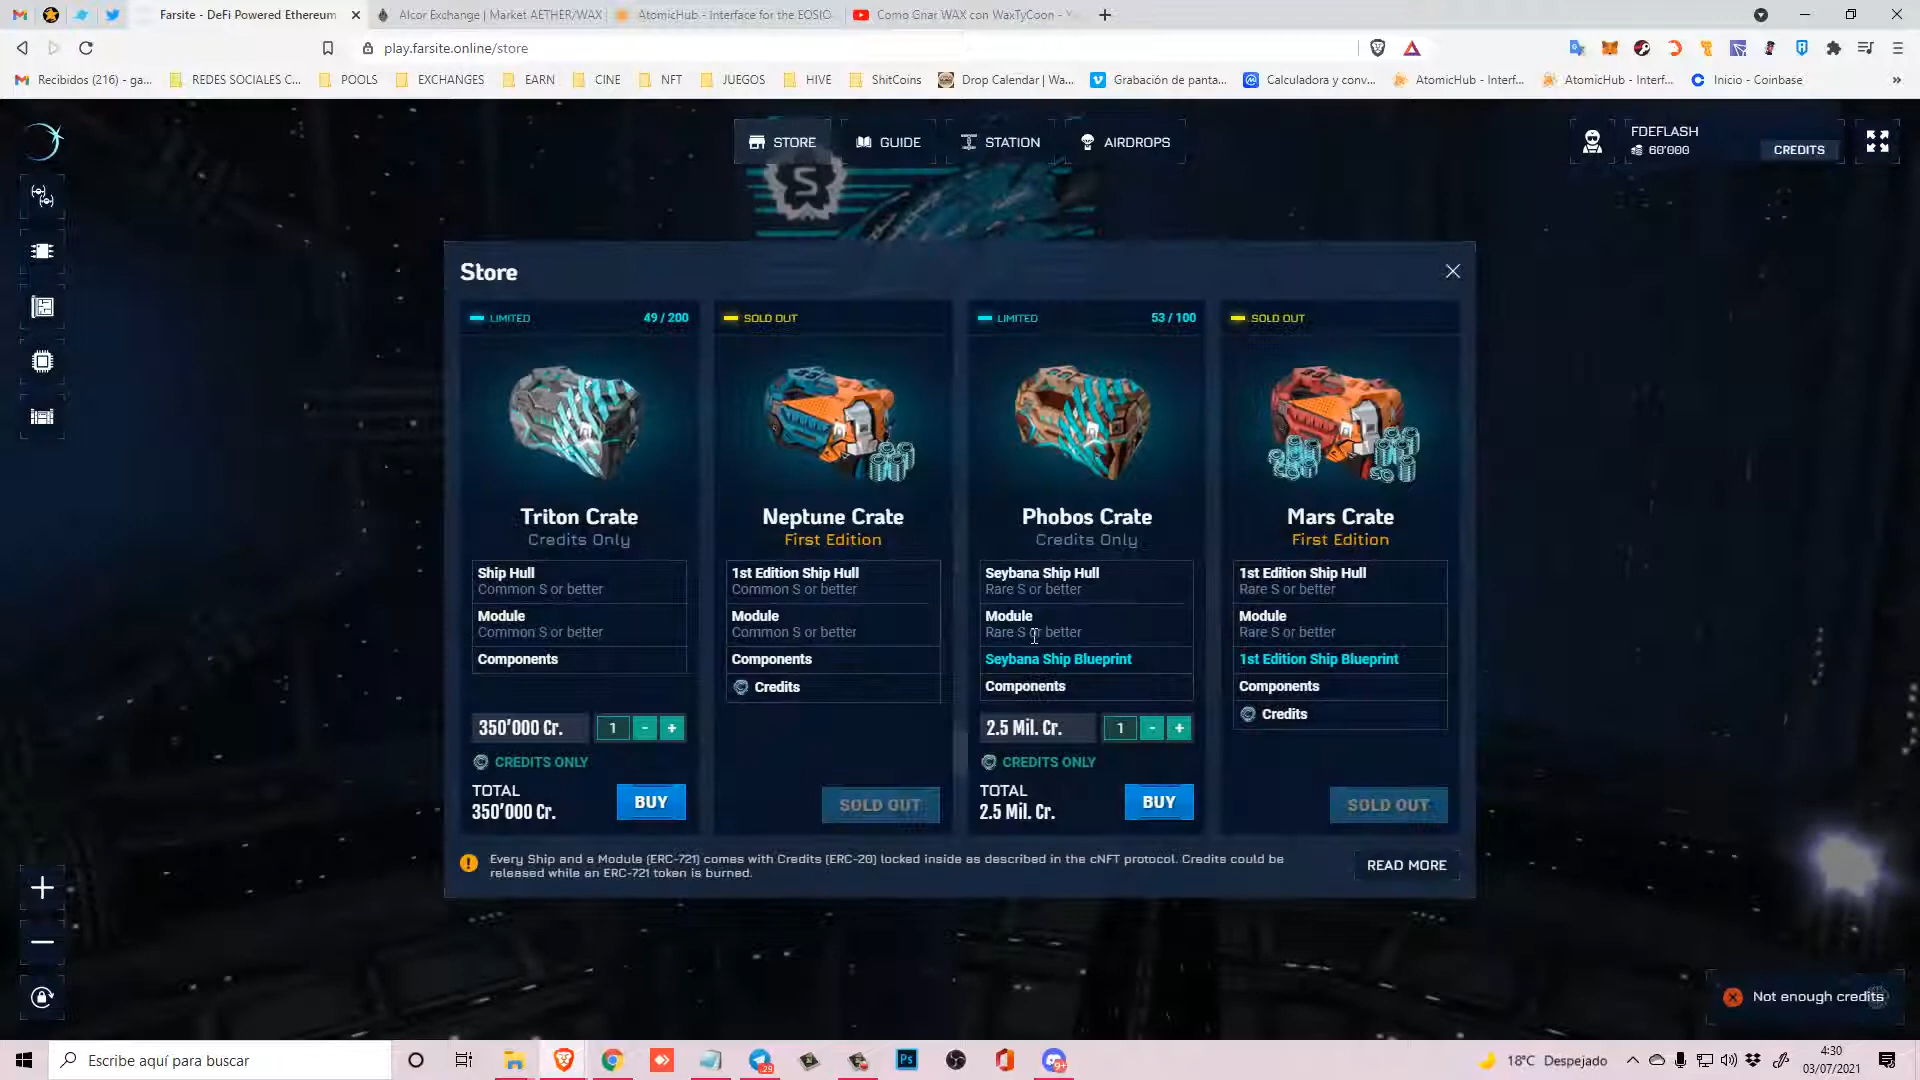 Farsite - DeFi Powered Ethereum
Alcor Exchange | Market AETHER/WAX
AtomicHub - Interface for the EOSIO
Como Gnar WAX con WaxTyCoon - Y
play.farsite.online/store
Recibidos (216) - ga...
REDES SOCIALES C...
POOLS
EXCHANGES
EARN
CINE
NFT
JUEGOS
HIVE
ShitCoins
Drop Calendar | Wa...
Grabación de panta...
Calculadora y conv...
AtomicHub - Interf...
AtomicHub - Interf...
Inicio - Coinbase
STORE
GUIDE
STATION
AIRDROPS
FDEFLASH
60'000
CREDITS
S
Store
LIMITED 49 / 200
Triton Crate
Credits Only
Ship Hull
Common S or better
Module
Common S or better
Components
350'000 Cr.
1 - +
CREDITS ONLY
TOTAL
350'000 Cr.
BUY
SOLD OUT
Neptune Crate
First Edition
1st Edition Ship Hull
Common S or better
Module
Common S or better
Components
Credits
SOLD OUT
LIMITED 53 / 100
Phobos Crate
Credits Only
Seybana Ship Hull
Rare S or better
Module
Rare S or better
Seybana Ship Blueprint
Components
2.5 Mil. Cr.
1 - +
CREDITS ONLY
TOTAL
2.5 Mil. Cr.
BUY
SOLD OUT
Mars Crate
First Edition
1st Edition Ship Hull
Rare S or better
Module
Rare S or better
1st Edition Ship Blueprint
Components
Credits
SOLD OUT
Every Ship and a Module (ERC-721) comes with Credits (ERC-20) locked inside as described in the cNFT protocol. Credits could be
released while an ERC-721 token is burned.
READ MORE
Not enough credits
Escribe aquí para buscar
29
Ps
9+
18°C Despejado
4:30
03/07/2021